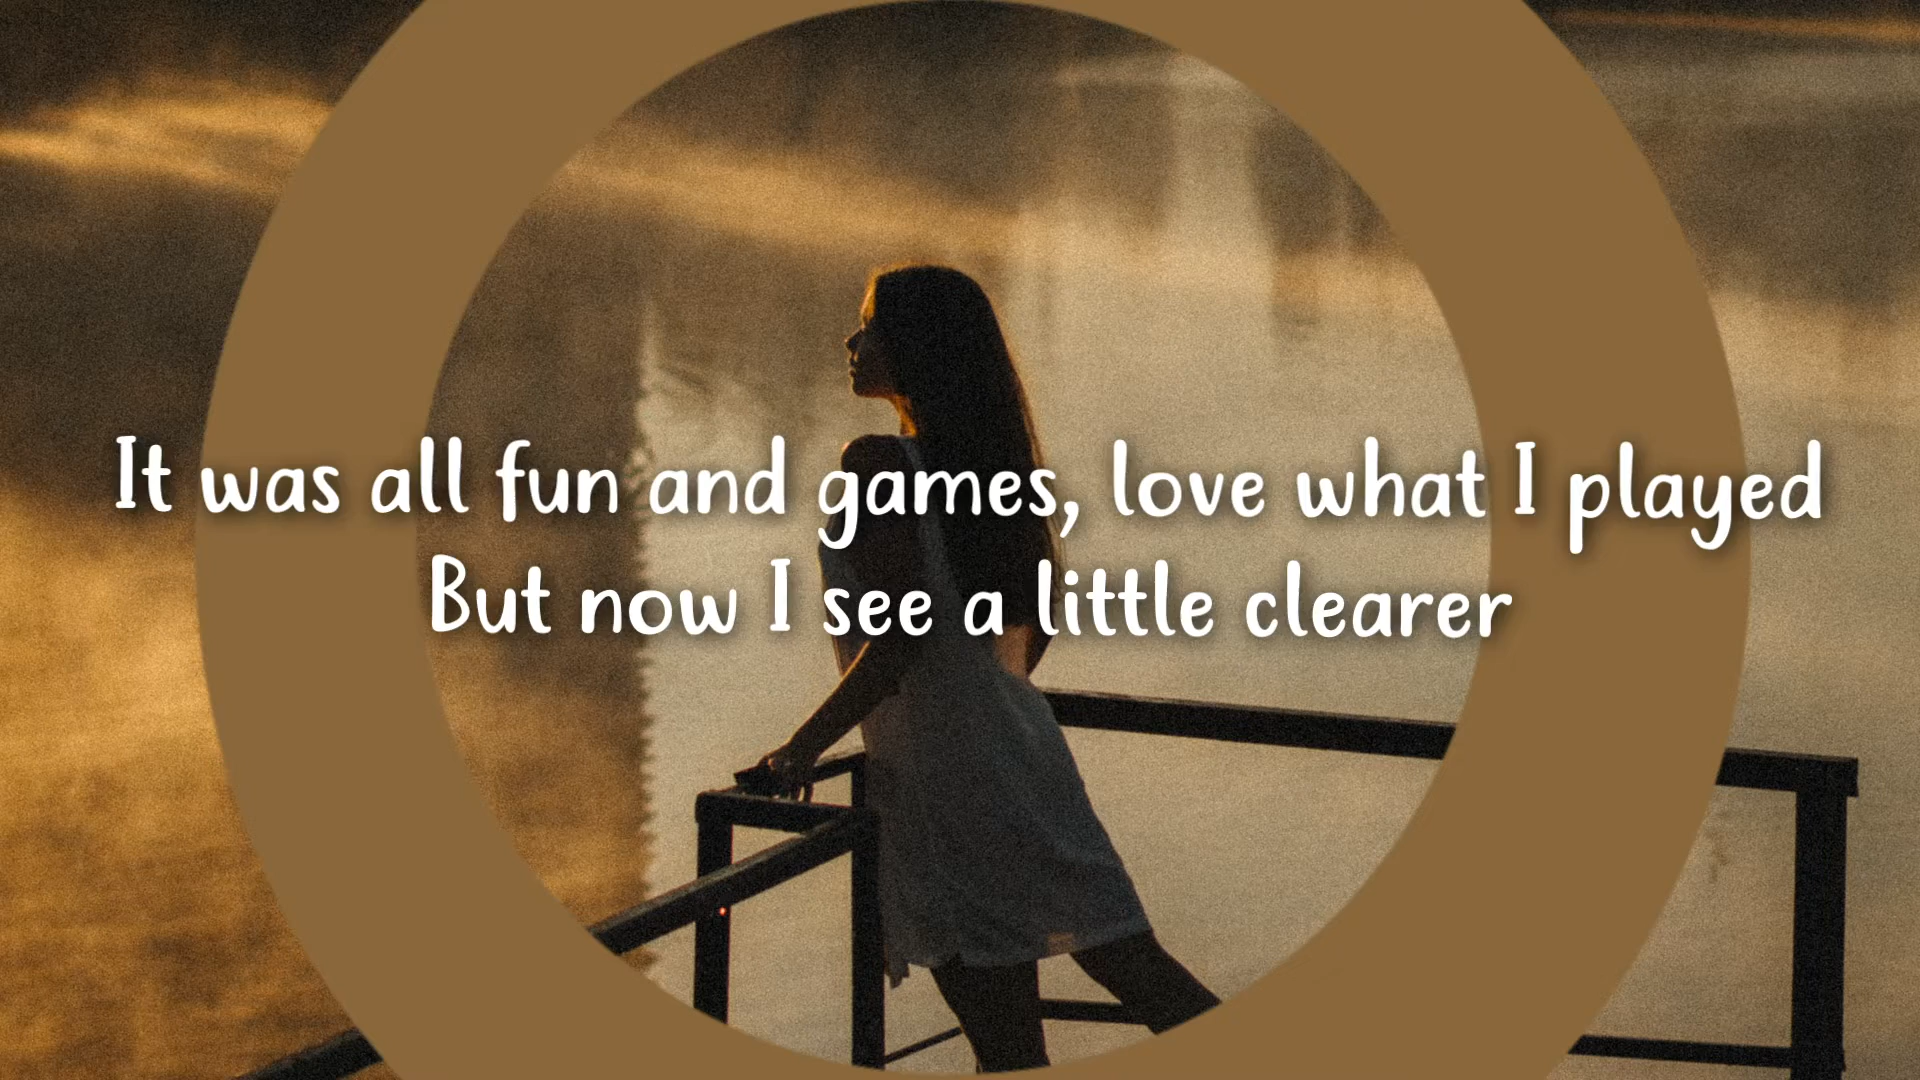 It was all fun and games, love what I played
But now I see a little clearer